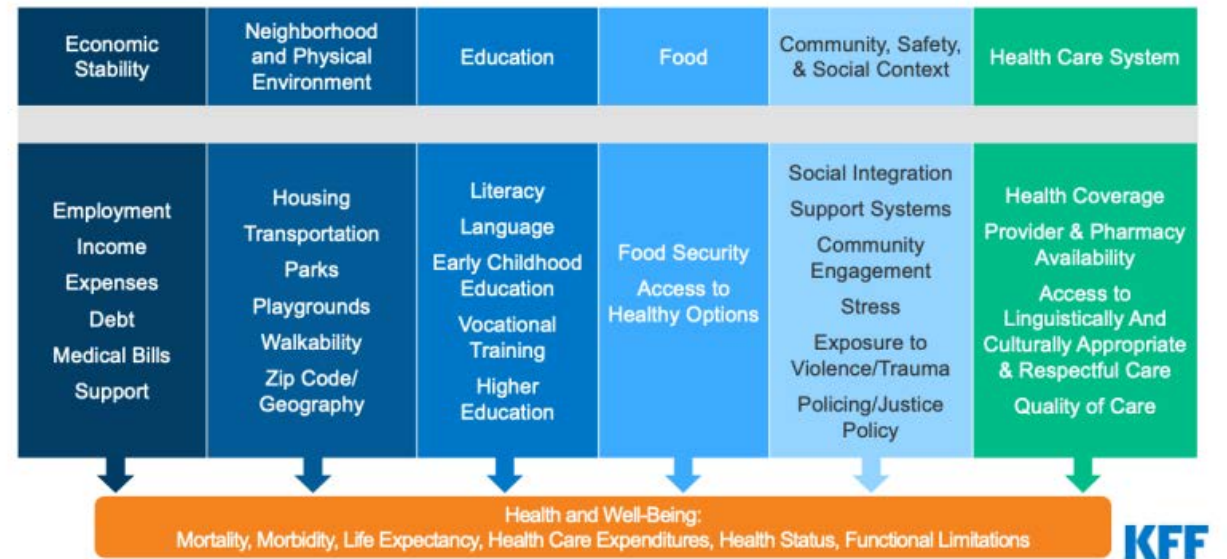 Economic
Stability
Neighborhood
and Physical
Environment
Education
Food
Community, Safety,
& Social Context
Health Care System
Employment
Income
Expenses
Debt
Medical Bills
Support
Housing
Transportation
Parks
Playgrounds
Walkability
Zip Code/
Geography
Literacy
Language
Early Childhood
Education
Vocational
Training
Higher
Education
Food Security
Access to
Healthy Options
Social Integration
Support Systems
Community
Engagement
Stress
Exposure to
Violence/Trauma
Policing/Justice
Policy
Health Coverage
Provider & Pharmacy
Availability
Access to
Linguistically And
Culturally Appropriate
& Respectful Care
Quality of Care
Health and Well-Being:
Mortality, Morbidity, Life Expectancy, Health Care Expenditures, Health Status, Functional Limitations
KFF